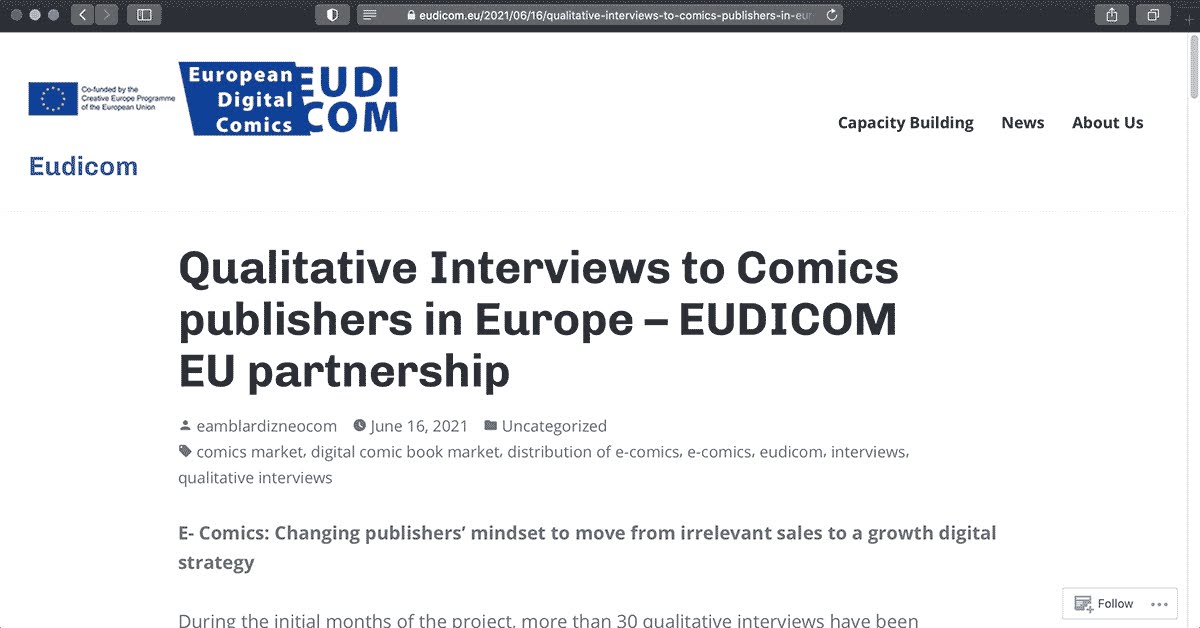 eudicom.eu/2021/06/16/qualitative-interviews-to-comics-publishers-in-eur
Co-funded by the
Creative Europe Programme
of the European Union
European
Digital
Comics
EUDI
COM
Capacity Building
News
About Us
Eudicom
Qualitative Interviews to Comics
publishers in Europe – EUDICOM
EU partnership
eamblardizneocom June 16, 2021 Uncategorized
comics market, digital comic book market, distribution of e-comics, e-comics, eudicom, interviews,
qualitative interviews
E- Comics: Changing publishers’ mindset to move from irrelevant sales to a growth digital
strategy
During the initial months of the project, more than 30 qualitative interviews have been
Follow